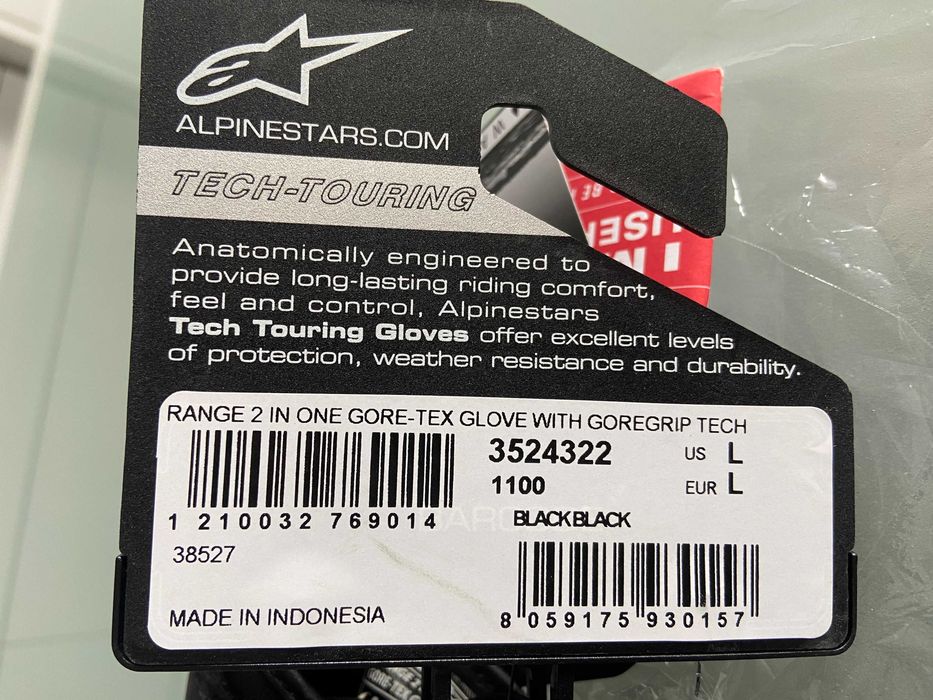 ALPINESTARS.COM
TECH-TOURING
Anatomically engineered to
provide long-lasting riding comfort,
feel and control, Alpinestars
Tech Touring Gloves offer excellent levels
of protection, weather resistance and durability.
RANGE 2 IN ONE GORE-TEX GLOVE WITH GOREGRIP TECH
3524322 US L
1100 EUR L
1 210032 769014
BLACK BLACK
38527
MADE IN INDONESIA
8 059175 930157
GORE-TEX